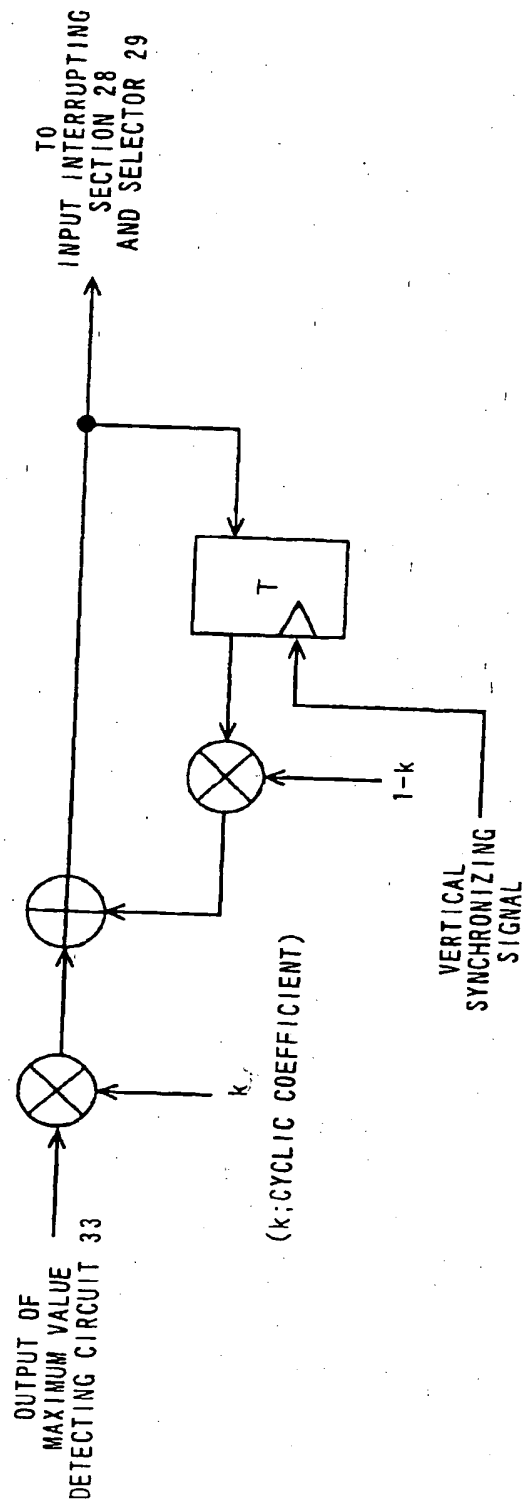 OUTPUT OF
MAXIMUM VALUE
DETECTING CIRCUIT 33
k
(k;CYCLIC COEFFICIENT)
1-k
T
VERTICAL
SYNCHRONIZING
SIGNAL
TO
INPUT INTERRUPTING
SECTION 28
AND SELECTOR 29